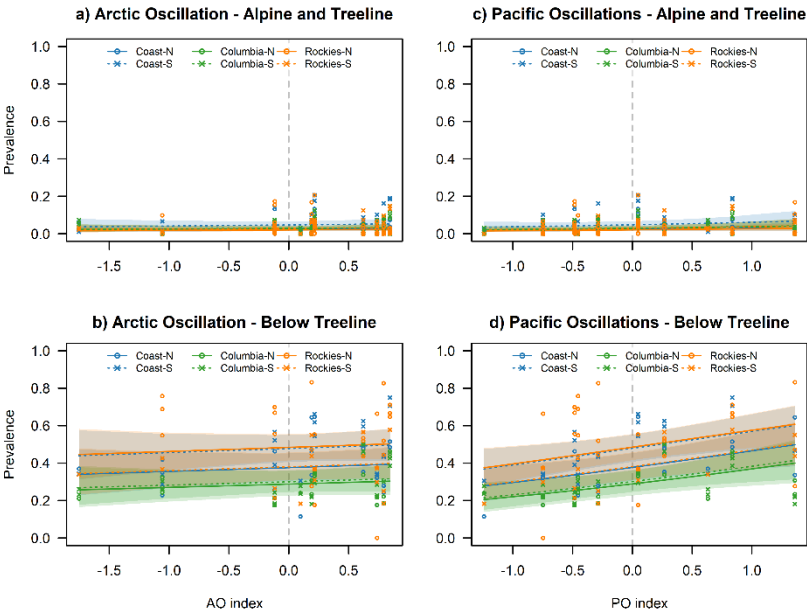 a) Arctic Oscillation - Alpine and Treeline
Prevalence
1.0
0.8
0.6
0.4
0.2
0.0
Coast-N Columbia-N Rockies-N
Coast-S Columbia-S Rockies-S
-1.5 -1.0 -0.5 0.0 0.5
c) Pacific Oscillations - Alpine and Treeline
1.0
0.8
0.6
0.4
0.2
0.0
Coast-N Columbia-N Rockies-N
Coast-S Columbia-S Rockies-S
-1.0 -0.5 0.0 0.5 1.0
b) Arctic Oscillation - Below Treeline
Prevalence
1.0
0.8
0.6
0.4
0.2
0.0
Coast-N Columbia-N Rockies-N
Coast-S Columbia-S Rockies-S
-1.5 -1.0 -0.5 0.0 0.5
AO index
d) Pacific Oscillations - Below Treeline
1.0
0.8
0.6
0.4
0.2
0.0
Coast-N Columbia-N Rockies-N
Coast-S Columbia-S Rockies-S
-1.0 -0.5 0.0 0.5 1.0
PO index